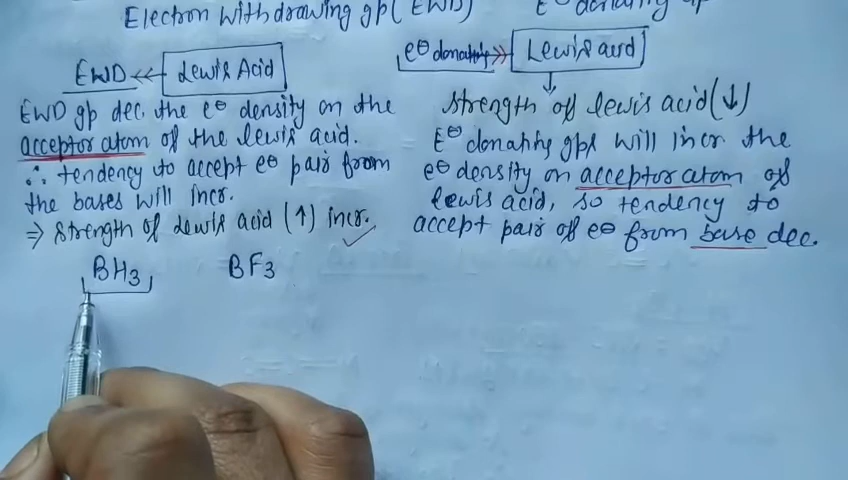 Electron withdrawing gp( EWD)
e⊖ donating gp
EWD << Lewis Acid
EWD gp dec. the e⊖ density on the
acceptor atom of the lewis acid.
∴ tendency to accept e⊖ pair from
the bases will incr.
⇒ strength of Lewis acid (↑) incr.
BH3 BF3
e⊖ donating >> Lewis acid
↓
strength of lewis acid (↓)
E⊖ donating gps will incr. the
e⊖ density on acceptor atom of
lewis acid, so tendency to
accept pair of e⊖ from base dec.